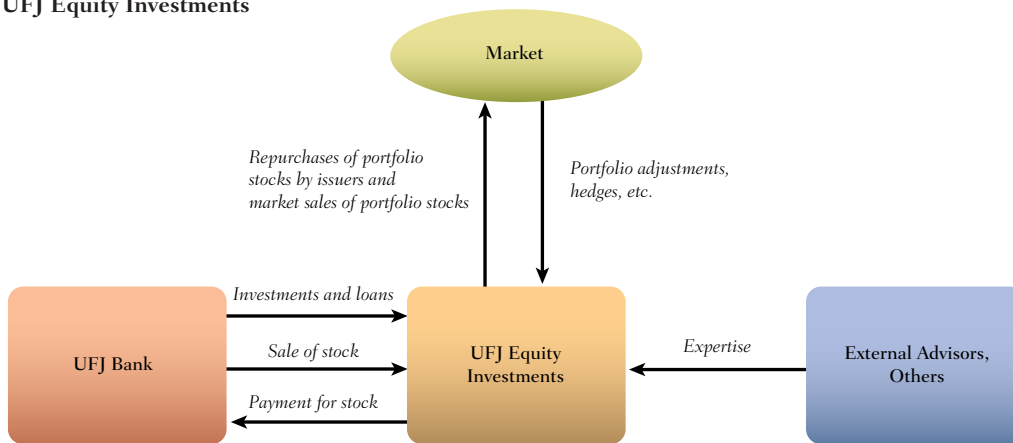 UFJ Equity Investments
Market
Repurchases of portfolio
stocks by issuers and
market sales of portfolio stocks
Portfolio adjustments,
hedges, etc.
Investments and loans
Sale of stock
Payment for stock
UFJ Bank
UFJ Equity
Investments
Expertise
External Advisors,
Others